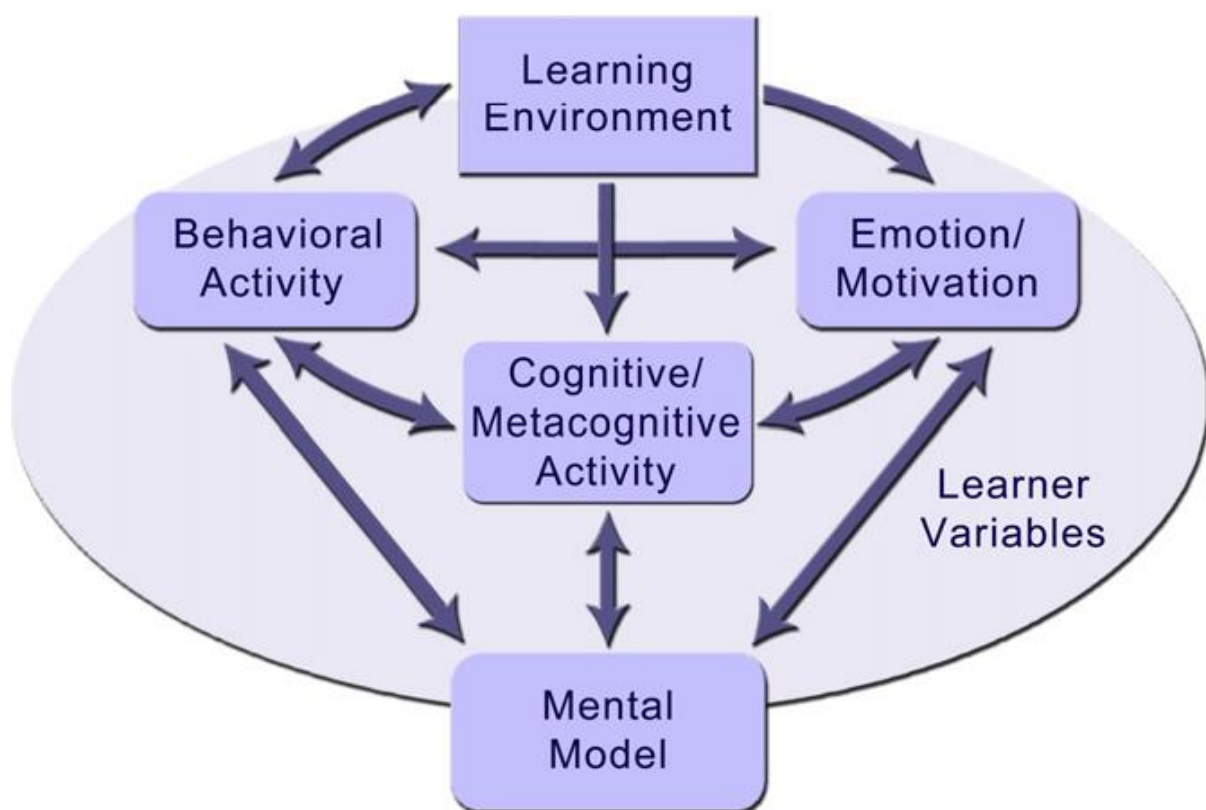 Learning
Environment
Behavioral
Activity
Emotion/
Motivation
Cognitive/
Metacognitive
Activity
Learner
Variables
Mental
Model